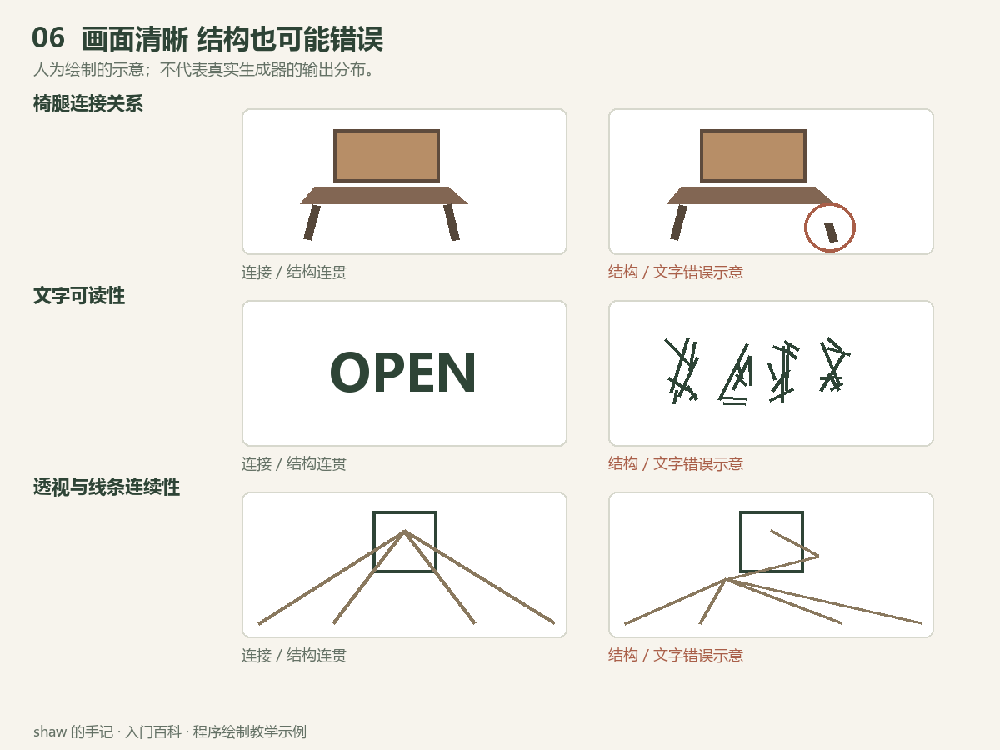 06 画面清晰 结构也可能错误
人为绘制的示意；不代表真实生成器的输出分布。
椅腿连接关系
连接 / 结构连贯
结构 / 文字错误示意
文字可读性
OPEN
连接 / 结构连贯
结构 / 文字错误示意
透视与线条连续性
连接 / 结构连贯
结构 / 文字错误示意
shaw 的手记 · 入门百科 · 程序绘制教学示例